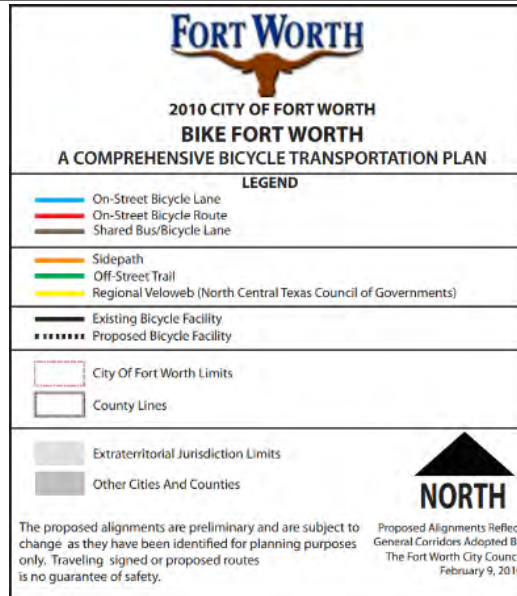 FORT WORTH
2010 CITY OF FORT WORTH
BIKE FORT WORTH
A COMPREHENSIVE BICYCLE TRANSPORTATION PLAN
LEGEND
On-Street Bicycle Lane
On-Street Bicycle Route
Shared Bus/Bicycle Lane
Sidepath
Off-Street Trail
Regional Veloweb (North Central Texas Council of Governments)
Existing Bicycle Facility
Proposed Bicycle Facility
City Of Fort Worth Limits
County Lines
Extraterritorial Jurisdiction Limits
Other Cities And Counties
NORTH
The proposed alignments are preliminary and are subject to
change as they have been identified for planning purposes
only. Traveling signed or proposed routes
is no guarantee of safety.
Proposed Alignments Reflec
General Corridors Adopted B
The Fort Worth City Counc
February 9, 201